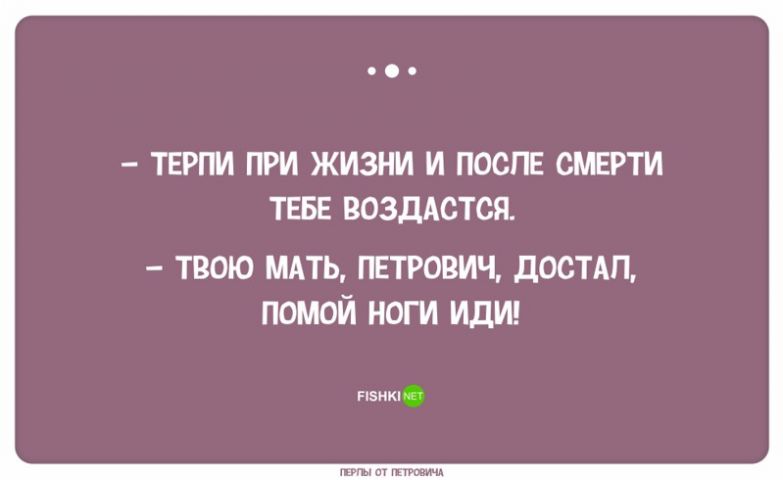 – ТЕРПИ ПРИ ЖИЗНИ И ПОСЛЕ СМЕРТИ
ТЕБЕ ВОЗДАСТСЯ.
– ТВОЮ МАТЬ, ПЕТРОВИЧ, ДОСТАЛ,
ПОМОЙ НОГИ ИДИ!
FISHKI NET
ПЕРЛЫ ОТ ПЕТРОВИЧА